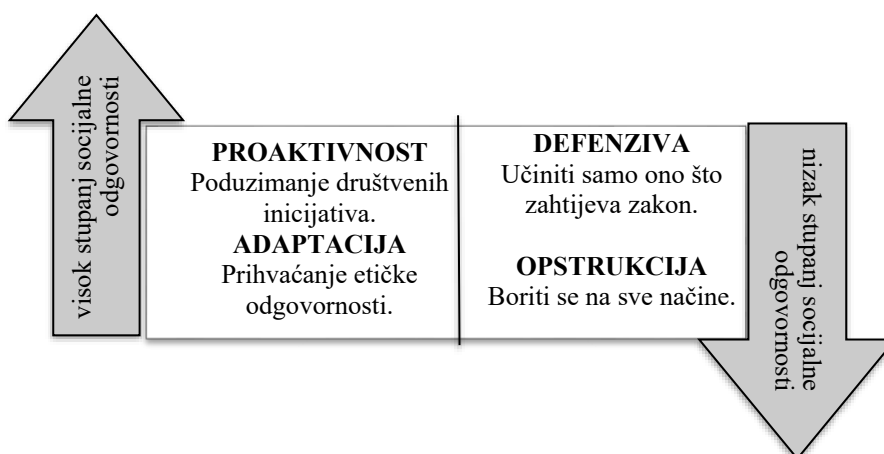 visok stupanj socijalne
odgovornosti
PROAKTIVNOST
Poduzimanje društvenih
inicijativa.
ADAPTACIJA
Prihvaćanje etičke
odgovornosti.
DEFENZIVA
Učiniti samo ono što
zahtijeva zakon.
OPSTRUKCIJA
Boriti se na sve načine.
nizak stupanj socijalne
odgovornosti